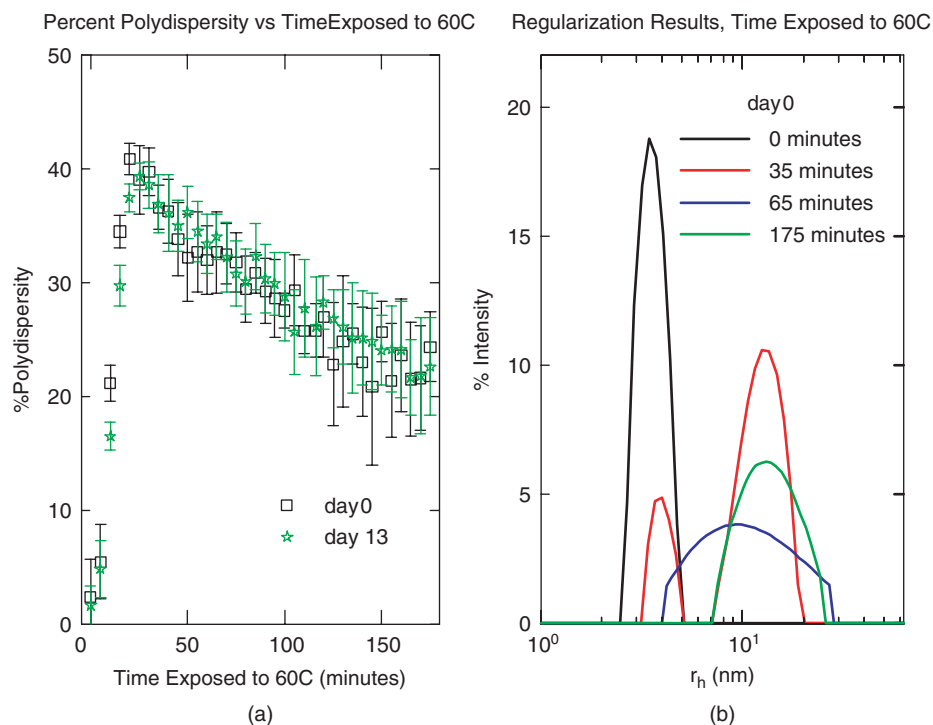 Percent Polydispersity vs TimeExposed to 60C
50
40
30
20
10
0
%Polydispersity
day0
day 13
0 50 100 150
Time Exposed to 60C (minutes)
(a)
Regularization Results, Time Exposed to 60C
20
15
10
5
0
% Intensity
day0
0 minutes
35 minutes
65 minutes
175 minutes
10⁰ 10¹
r_h (nm)
(b)